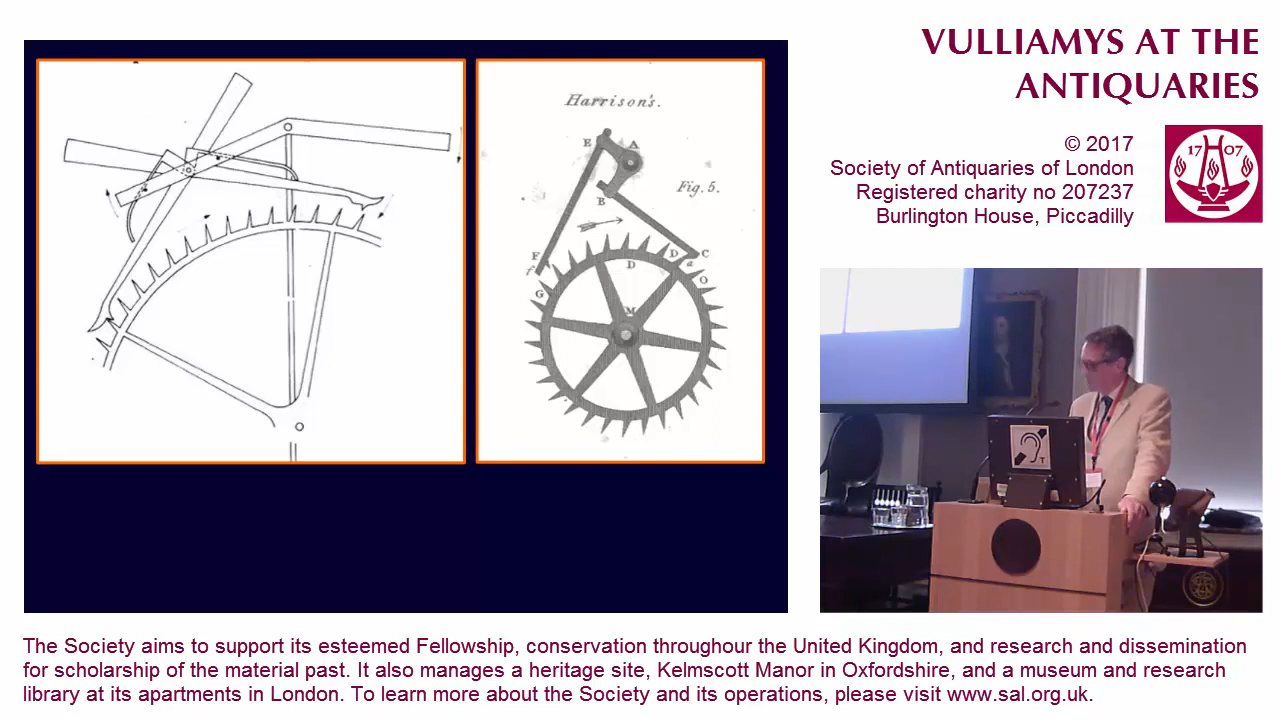 VULLIAMYS AT THE
ANTIQUARIES
© 2017
Society of Antiquaries of London
Registered charity no 207237
Burlington House, Piccadilly
17 07
Harrison's.
E A
Fig. 5.
B
F D C
f D a
G O
M
T
The Society aims to support its esteemed Fellowship, conservation throughour the United Kingdom, and research and dissemination
for scholarship of the material past. It also manages a heritage site, Kelmscott Manor in Oxfordshire, and a museum and research
library at its apartments in London. To learn more about the Society and its operations, please visit www.sal.org.uk.